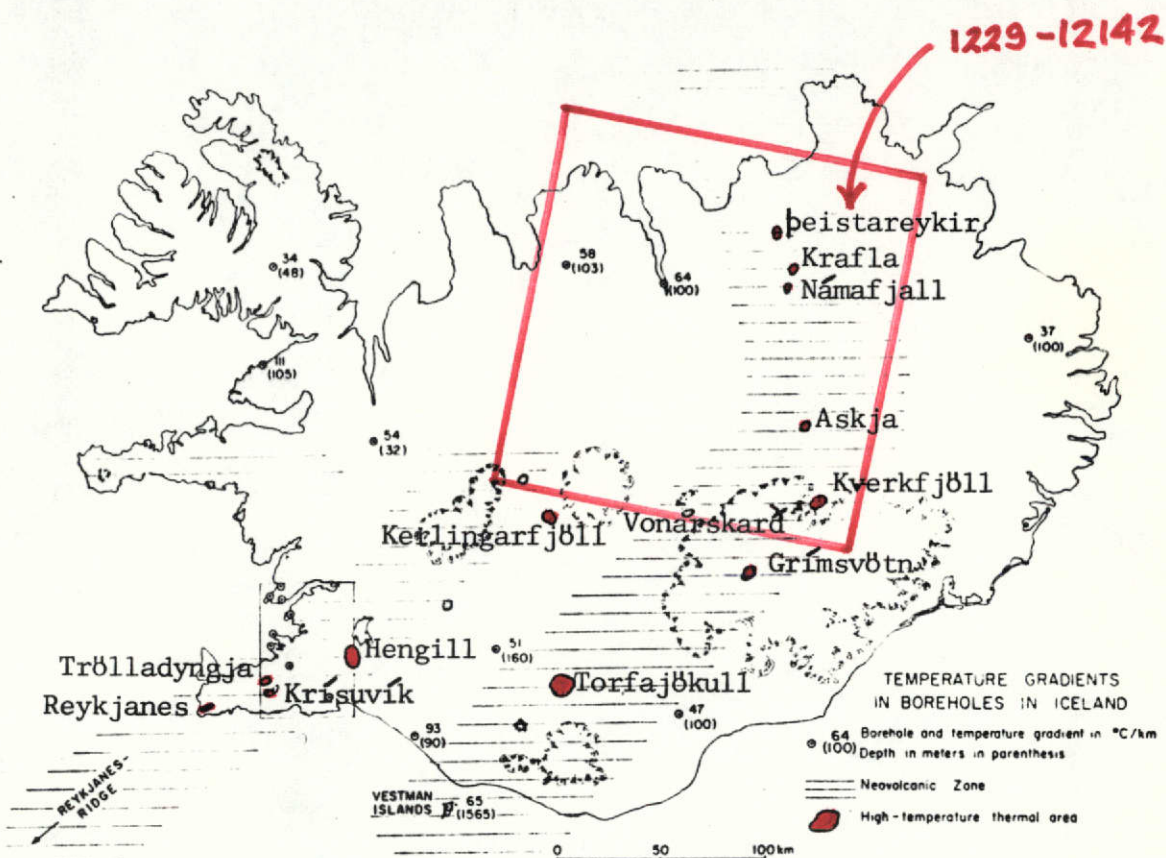 1229-12142
þeistareykir
34
(48)
58
(103)
64
(100)
Krafla
Námafjall
37
(100)
111
(105)
Askja
54
(32)
Kverkfjöll
Kerlingarfjöll
Vonarskard
Grímsvötn
Hengill
51
(160)
Trölladyngja
Krísuvík
Torfajökull
Reykjanes
47
(100)
93
(90)
TEMPERATURE GRADIENTS
IN BOREHOLES IN ICELAND
64
(100)
Borehole and temperature gradient in °C/km
Depth in meters in parenthesis
Neovolcanic Zone
High-temperature thermal area
REYKJANES-
RIDGE
VESTMAN
ISLANDS
65
(1565)
0 50 100 km